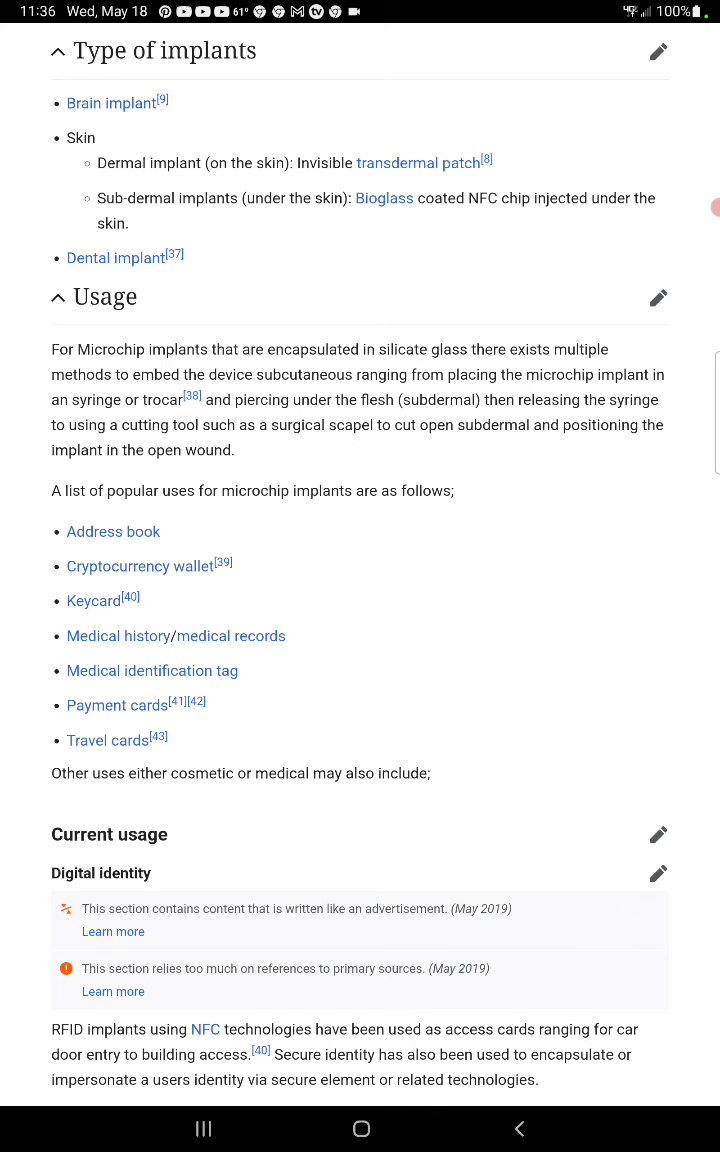 11:36 Wed, May 18 61° 100%
Type of implants
• Brain implant[9]
• Skin
Dermal implant (on the skin): Invisible transdermal patch[8]
Sub-dermal implants (under the skin): Bioglass coated NFC chip injected under the
skin.
• Dental implant[37]
Usage
For Microchip implants that are encapsulated in silicate glass there exists multiple
methods to embed the device subcutaneous ranging from placing the microchip implant in
an syringe or trocar[38] and piercing under the flesh (subdermal) then releasing the syringe
to using a cutting tool such as a surgical scapel to cut open subdermal and positioning the
implant in the open wound.
A list of popular uses for microchip implants are as follows;
• Address book
• Cryptocurrency wallet[39]
• Keycard[40]
• Medical history/medical records
• Medical identification tag
• Payment cards[41][42]
• Travel cards[43]
Other uses either cosmetic or medical may also include;
Current usage
Digital identity
This section contains content that is written like an advertisement. (May 2019)
Learn more
This section relies too much on references to primary sources. (May 2019)
Learn more
RFID implants using NFC technologies have been used as access cards ranging for car
door entry to building access.[40] Secure identity has also been used to encapsulate or
impersonate a users identity via secure element or related technologies.